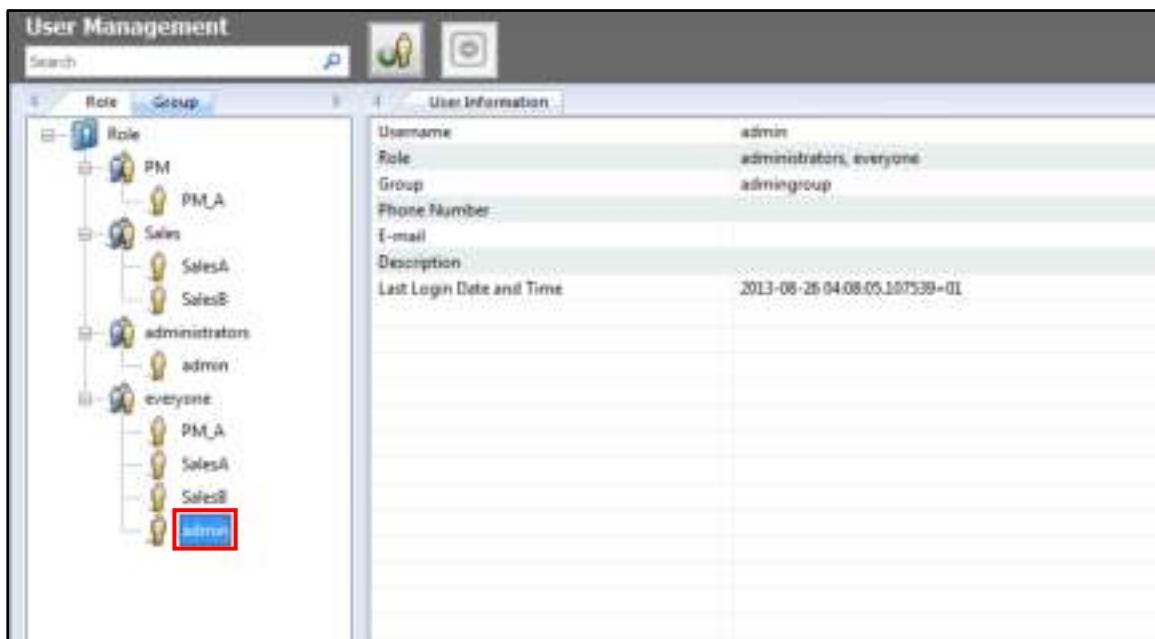 User Management
Search
Role Group
User Information
Role
PM
PM_A
Sales
SalesA
SalesB
administrators
admin
everyone
PM_A
SalesA
SalesB
admin
Username admin
Role administrators, everyone
Group admingroup
Phone Number
E-mail
Description
Last Login Date and Time 2013-08-26 04:08:05.107539+01